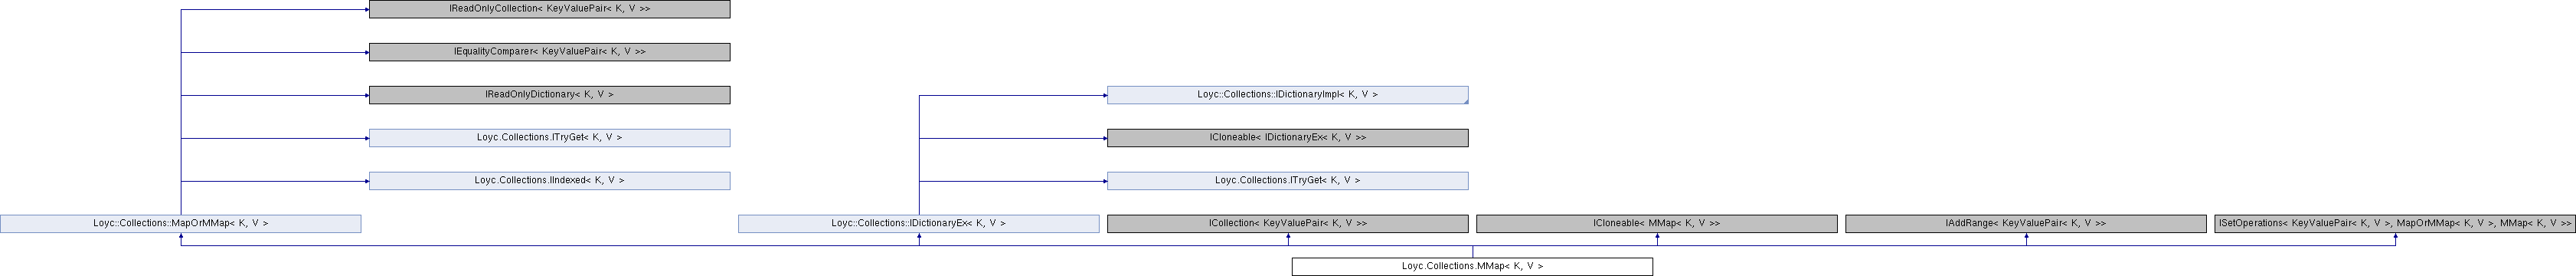 IReadOnlyCollection< KeyValuePair< K, V >>
IEqualityComparer< KeyValuePair< K, V >>
IReadOnlyDictionary< K, V >
Loyc::Collections::IDictionaryImpl< K, V >
Loyc.Collections.ITryGet< K, V >
ICloneable< IDictionaryEx< K, V >>
Loyc.Collections.IIndexed< K, V >
Loyc.Collections.ITryGet< K, V >
Loyc::Collections::MapOrMMap< K, V >
Loyc::Collections::IDictionaryEx< K, V >
ICollection< KeyValuePair< K, V >>
ICloneable< MMap< K, V >>
IAddRange< KeyValuePair< K, V >>
ISetOperations< KeyValuePair< K, V >, MapOrMMap< K, V >, MMap< K, V >>
Loyc.Collections.MMap< K, V >